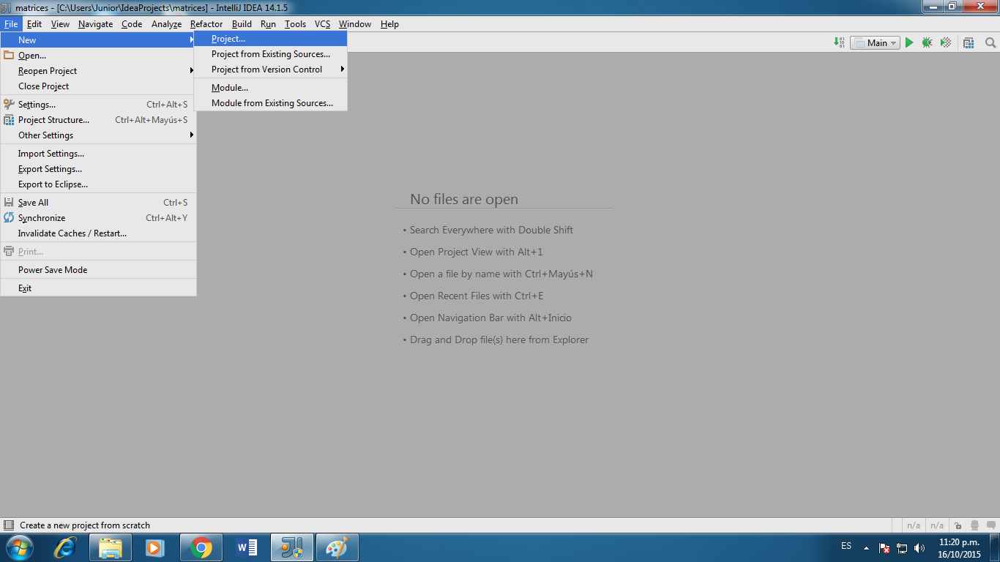 matrices - [C:\Users\Junior\IdeaProjects\matrices] - IntelliJ IDEA 14.1.5
File Edit View Navigate Code Analyze Refactor Build Run Tools VCS Window Help
New
Project...
Open...
Project from Existing Sources...
Reopen Project
Project from Version Control
Close Project
Module...
Settings... Ctrl+Alt+S
Module from Existing Sources...
Project Structure... Ctrl+Alt+Mayús+S
Other Settings
Import Settings...
Export Settings...
Export to Eclipse...
Save All Ctrl+S
Synchronize Ctrl+Alt+Y
Invalidate Caches / Restart...
Print...
Power Save Mode
Exit
Main
No files are open
• Search Everywhere with Double Shift
• Open Project View with Alt+1
• Open a file by name with Ctrl+Mayús+N
• Open Recent Files with Ctrl+E
• Open Navigation Bar with Alt+Inicio
• Drag and Drop file(s) here from Explorer
Create a new project from scratch
n/a n/a
ES
11:20 p.m.
16/10/2015